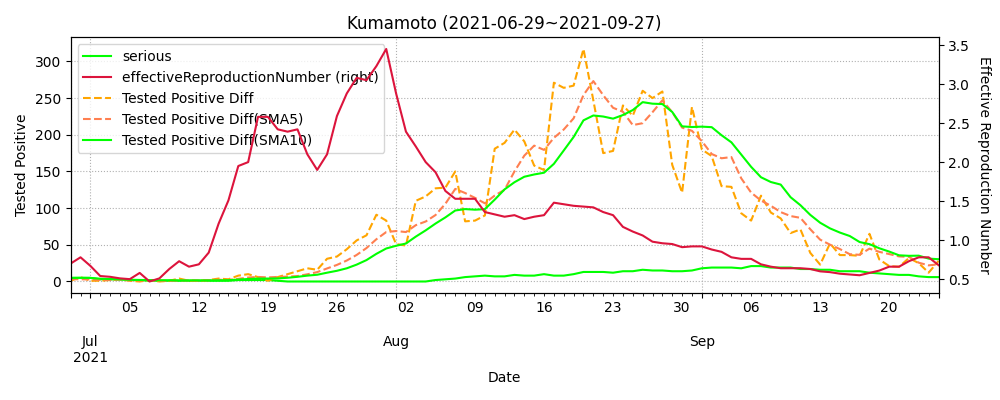 Kumamoto (2021-06-29~2021-09-27)
serious
effectiveReproductionNumber (right)
Tested Positive Diff
Tested Positive Diff(SMA5)
Tested Positive Diff(SMA10)
Tested Positive
300
250
200
150
100
50
0
3.5
3.0
2.5
2.0
1.5
1.0
0.5
Effective Reproductive Number
05 12 19 26 02 09 16 23 30 06 13 20
Jul Aug Sep
2021
Date